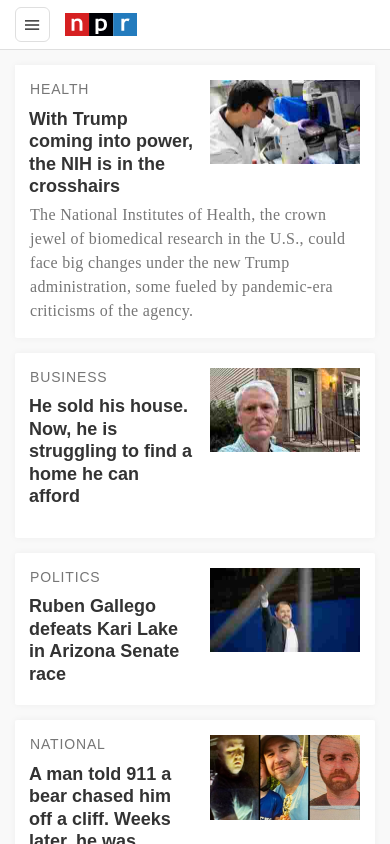 npr
HEALTH
With Trump
coming into power,
the NIH is in the
crosshairs
The National Institutes of Health, the crown
jewel of biomedical research in the U.S., could
face big changes under the new Trump
administration, some fueled by pandemic-era
criticisms of the agency.
BUSINESS
He sold his house.
Now, he is
struggling to find a
home he can
afford
POLITICS
Ruben Gallego
defeats Kari Lake
in Arizona Senate
race
NATIONAL
A man told 911 a
bear chased him
off a cliff. Weeks
later, he was